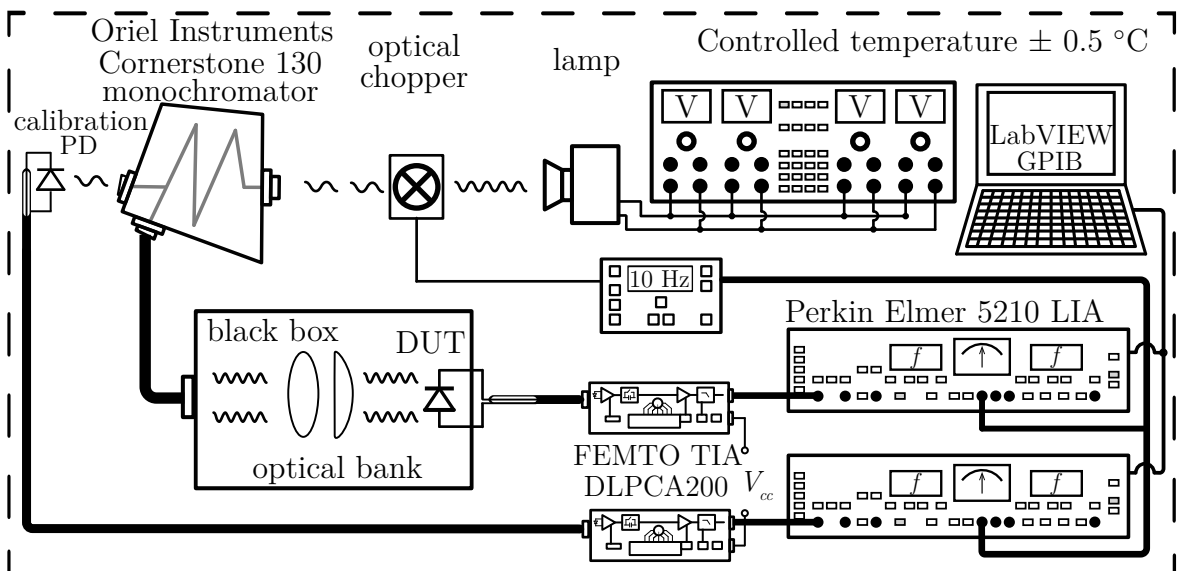 Oriel Instruments
Cornerstone 130
monochromator
optical
chopper
lamp
Controlled temperature ± 0.5 °C
calibration
PD
V V V V
LabVIEW
GPIB
10 Hz
black box
DUT
optical bank
Perkin Elmer 5210 LIA
f f
FEMTO TIA
DLPCA200
Vcc
f f